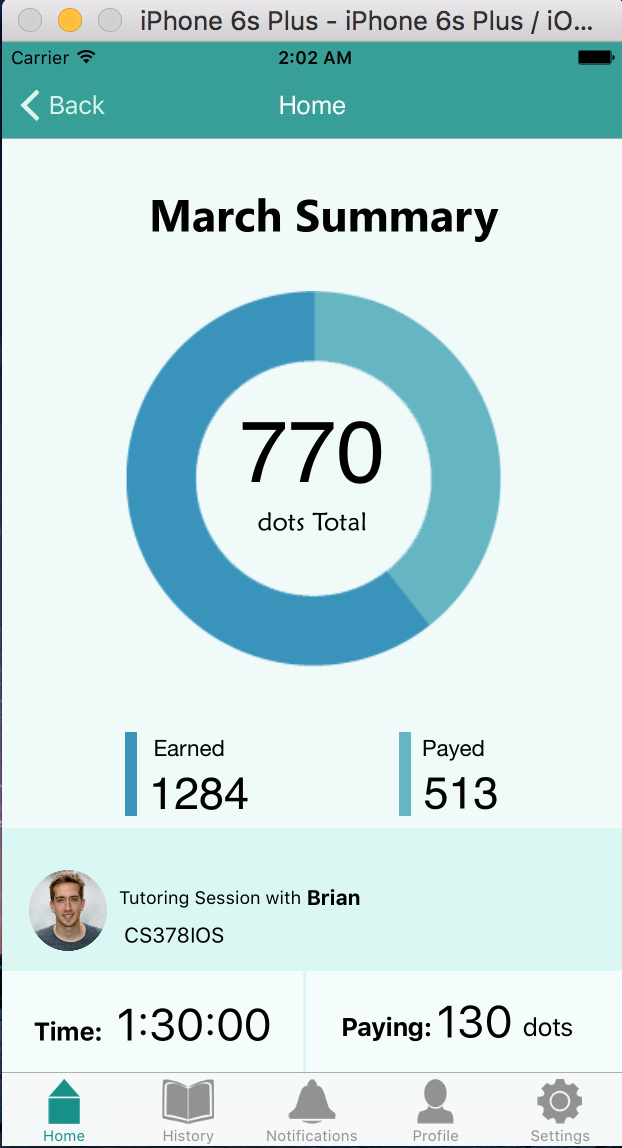 iPhone 6s Plus - iPhone 6s Plus / iO...
Carrier 2:02 AM
Back Home
March Summary
770
dots Total
Earned Payed
1284 513
Tutoring Session with Brian
CS378IOS
Time: 1:30:00 Paying: 130 dots
Home History Notifications Profile Settings